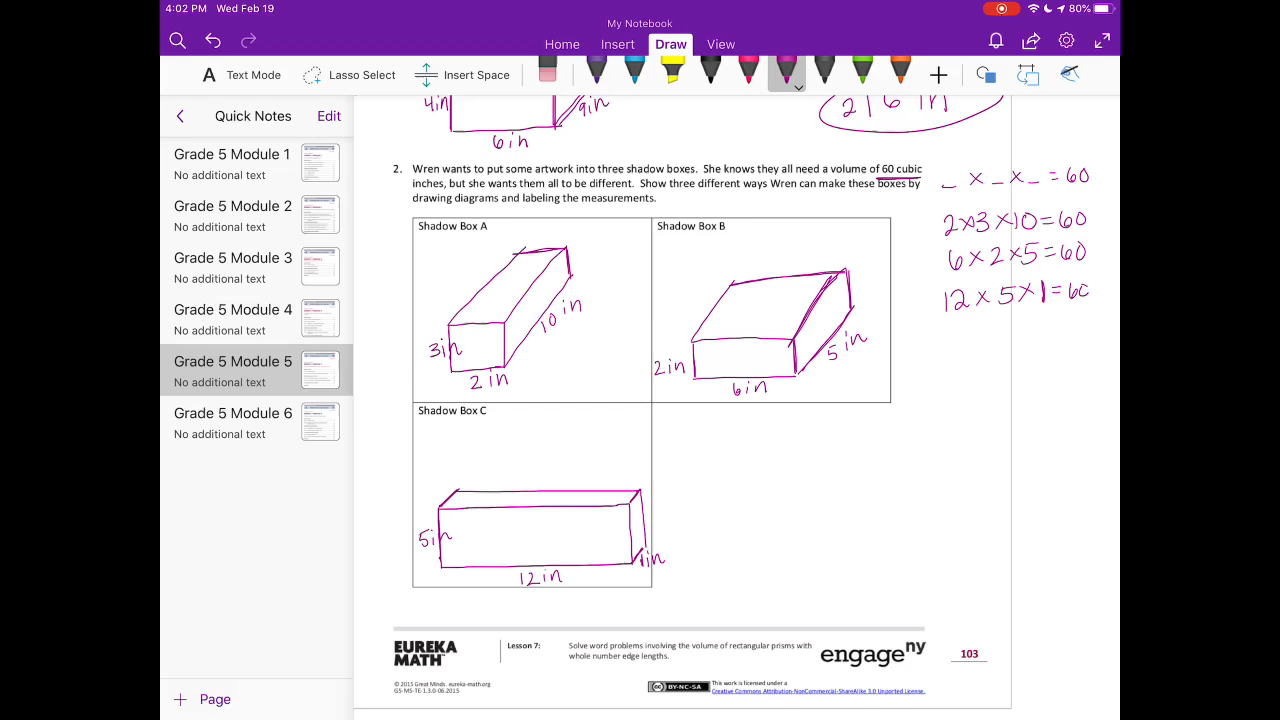 4:02 PM Wed Feb 19
80%
My Notebook
Home Insert Draw View
A Text Mode Lasso Select Insert Space
Quick Notes Edit
Grade 5 Module 1
No additional text
Grade 5 Module 2
No additional text
Grade 5 Module 3
No additional text
Grade 5 Module 4
No additional text
Grade 5 Module 5
No additional text
Grade 5 Module 6
No additional text
Page
4in
9in
6in
216 in
2. Wren wants to put some artwork into three shadow boxes. She knows they all need a volume of 60 cubic
inches, but she wants them all to be different. Show three different ways Wren can make these boxes by
drawing diagrams and labeling the measurements.
_ x _ x _ = 60
2x3x10=60
6x2x5=60
12x5x1=60
Shadow Box A
3in
2in
10in
Shadow Box B
2in
6in
5in
Shadow Box C
5in
12in
1in
EUREKA
MATH™
Lesson 7:
Solve word problems involving the volume of rectangular prisms with
whole number edge lengths.
engageny
103
© 2015 Great Minds. eureka-math.org
G5-M5-TE-1.3.0-06.2015
CC BY-NC-SA
This work is licensed under a
Creative Commons Attribution-NonCommercial-ShareAlike 3.0 Unported License.